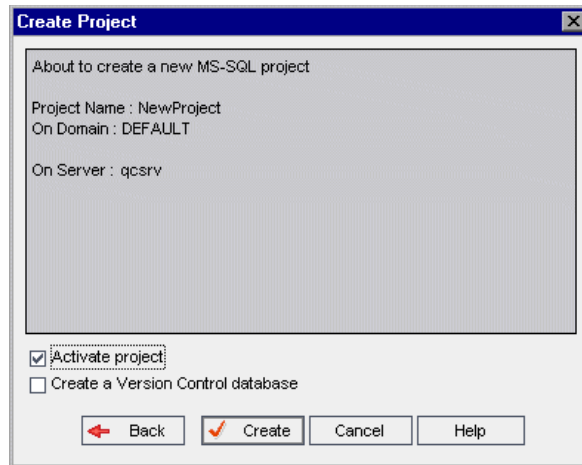 Create Project
About to create a new MS-SQL project
Project Name : NewProject
On Domain : DEFAULT
On Server : qcsrv
Activate project
Create a Version Control database
Back
Create
Cancel
Help